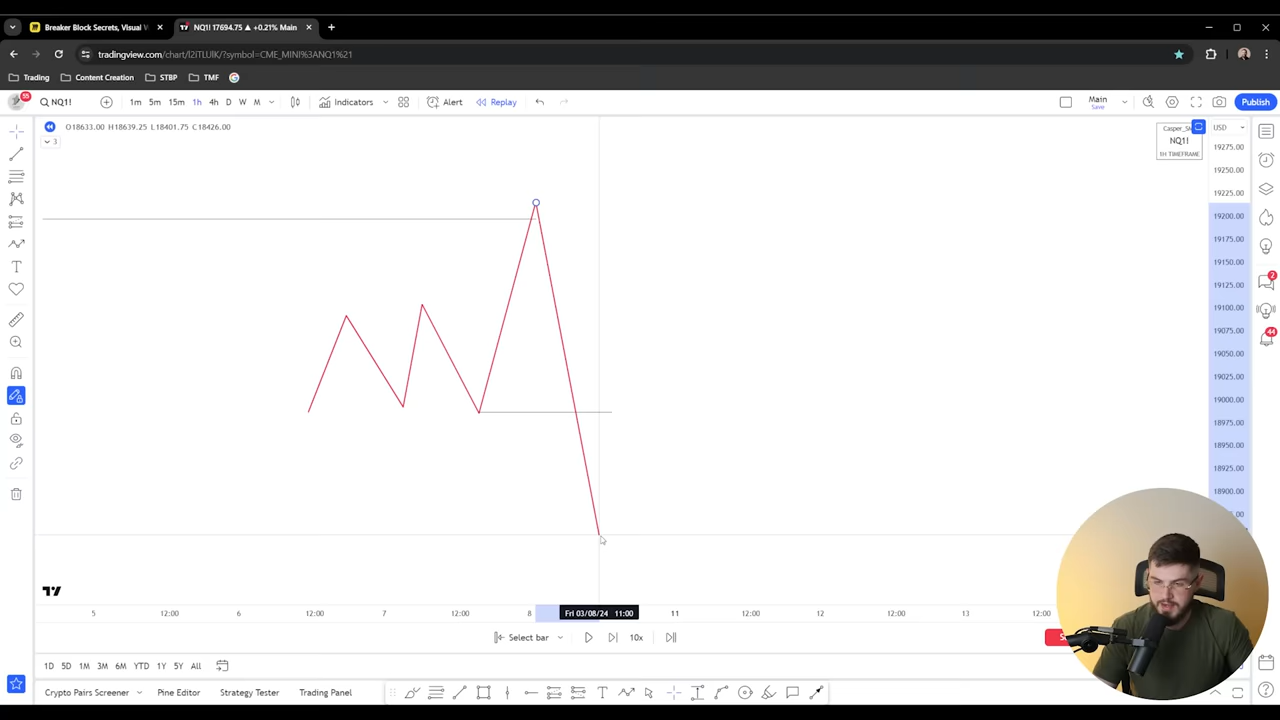 Breaker Block Secrets, Visual
NQ1! 17694.75 ▲ +0.21% Main
tradingview.com/chart/l2iTLUlK/?symbol=CME_MINI%3ANQ1%21
Trading Content Creation STBP TMF
55
NQ1! 1m 5m 15m 1h 4h D W M Indicators Alert Replay Main Save Publish
O18633.00 H18639.25 L18401.75 C18426.00
3
NQ1!
1H TIMEFRAME
USD
19275.00
19250.00
19225.00
19200.00
19175.00
19150.00
19125.00
19100.00
19075.00
19050.00
19025.00
19000.00
18975.00
18950.00
18925.00
18900.00
2
44
5 12:00 6 12:00 7 12:00 8 Fri 03/08/24 11:00 11 12:00 12 12:00 13 12:00
Select bar 10x
1D 5D 1M 3M 6M YTD 1Y 5Y All
Crypto Pairs Screener Pine Editor Strategy Tester Trading Panel